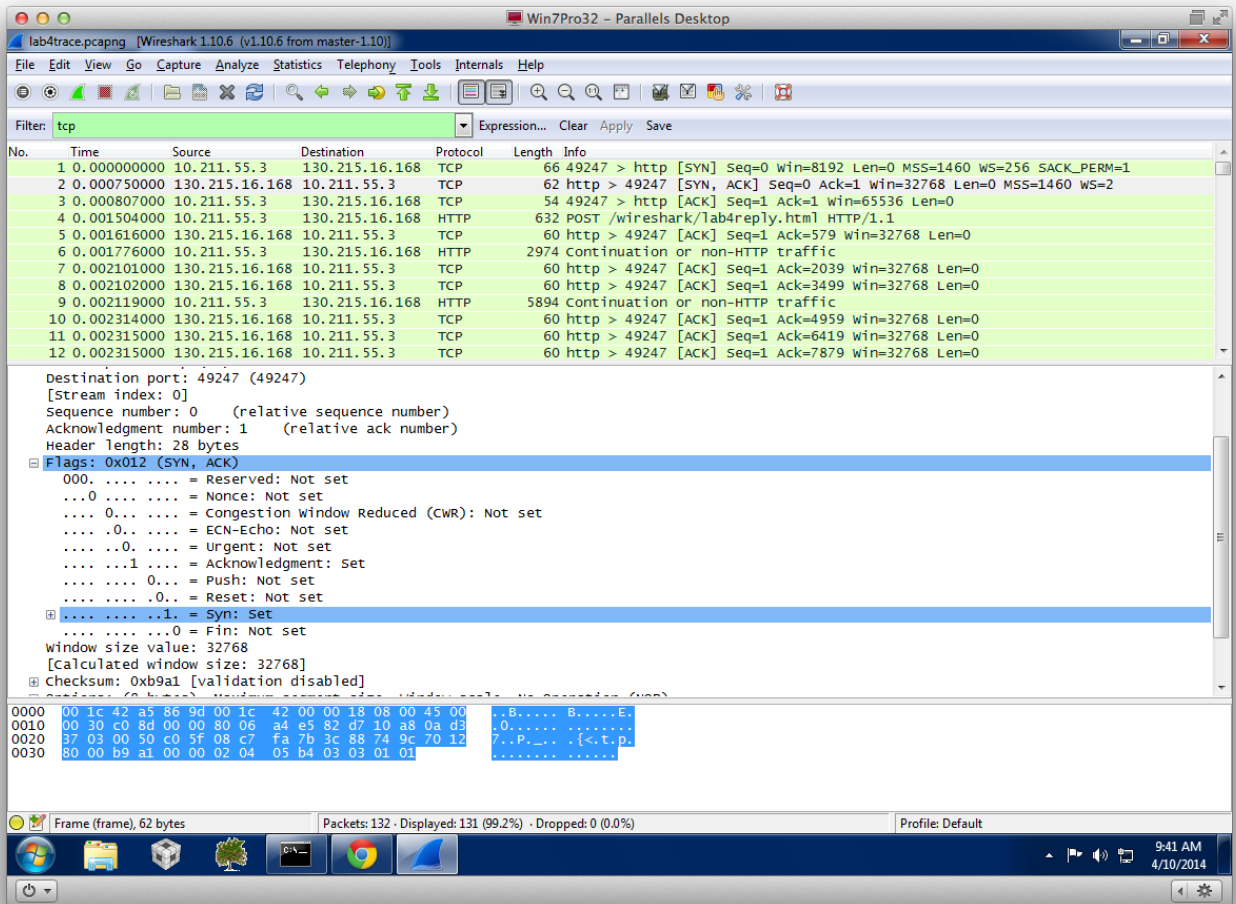 Win7Pro32 – Parallels Desktop
lab4trace.pcapng [Wireshark 1.10.6 (v1.10.6 from master-1.10)]
File Edit View Go Capture Analyze Statistics Telephony Tools Internals Help
Filter: tcp Expression... Clear Apply Save
No. Time Source Destination Protocol Length Info
1 0.000000000 10.211.55.3 130.215.16.168 TCP 66 49247 > http [SYN] Seq=0 Win=8192 Len=0 MSS=1460 WS=256 SACK_PERM=1
2 0.000750000 130.215.16.168 10.211.55.3 TCP 62 http > 49247 [SYN, ACK] Seq=0 Ack=1 Win=32768 Len=0 MSS=1460 WS=2
3 0.000807000 10.211.55.3 130.215.16.168 TCP 54 49247 > http [ACK] Seq=1 Ack=1 Win=65536 Len=0
4 0.001504000 10.211.55.3 130.215.16.168 HTTP 632 POST /wireshark/lab4reply.html HTTP/1.1
5 0.001616000 130.215.16.168 10.211.55.3 TCP 60 http > 49247 [ACK] Seq=1 Ack=579 Win=32768 Len=0
6 0.001776000 10.211.55.3 130.215.16.168 HTTP 2974 Continuation or non-HTTP traffic
7 0.002101000 130.215.16.168 10.211.55.3 TCP 60 http > 49247 [ACK] Seq=1 Ack=2039 Win=32768 Len=0
8 0.002102000 130.215.16.168 10.211.55.3 TCP 60 http > 49247 [ACK] Seq=1 Ack=3499 Win=32768 Len=0
9 0.002119000 10.211.55.3 130.215.16.168 HTTP 5894 Continuation or non-HTTP traffic
10 0.002314000 130.215.16.168 10.211.55.3 TCP 60 http > 49247 [ACK] Seq=1 Ack=4959 Win=32768 Len=0
11 0.002315000 130.215.16.168 10.211.55.3 TCP 60 http > 49247 [ACK] Seq=1 Ack=6419 Win=32768 Len=0
12 0.002315000 130.215.16.168 10.211.55.3 TCP 60 http > 49247 [ACK] Seq=1 Ack=7879 Win=32768 Len=0
Destination port: 49247 (49247)
[Stream index: 0]
Sequence number: 0 (relative sequence number)
Acknowledgment number: 1 (relative ack number)
Header length: 28 bytes
Flags: 0x012 (SYN, ACK)
000. .... .... = Reserved: Not set
...0 .... .... = Nonce: Not set
.... 0... .... = Congestion Window Reduced (CWR): Not set
.... .0.. .... = ECN-Echo: Not set
.... ..0. .... = Urgent: Not set
.... ...1 .... = Acknowledgment: Set
.... .... 0... = Push: Not set
.... .... .0.. = Reset: Not set
.... .... ..1. = Syn: Set
.... .... ...0 = Fin: Not set
Window size value: 32768
[Calculated window size: 32768]
Checksum: 0xb9a1 [validation disabled]
Options: (8 bytes), Maximum segment size, Window scale, No-Operation (NOP)
0000 00 1c 42 a5 86 9d 00 1c 42 00 00 18 08 00 45 00 ..B..... B.....E.
0010 00 30 c0 8d 00 00 80 06 a4 e5 82 d7 10 a8 0a d3 .0...... ........
0020 37 03 00 50 c0 5f 08 c7 fa 7b 3c 88 74 9c 70 12 7..P._.. .{<.t.p.
0030 80 00 b9 a1 00 00 02 04 05 b4 03 03 01 01 ........ ......
Frame (frame), 62 bytes Packets: 132 · Displayed: 131 (99.2%) · Dropped: 0 (0.0%) Profile: Default
C:\_
9:41 AM
4/10/2014